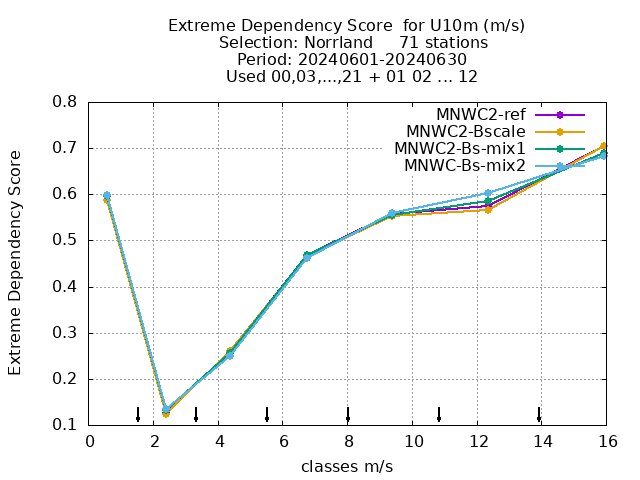 Extreme Dependency Score  for U10m (m/s)
Selection: Norrland     71 stations
Period: 20240601-20240630
Used 00,03,...,21 + 01 02 ... 12
MNWC2-ref
MNWC2-Bscale
MNWC2-Bs-mix1
MNWC-Bs-mix2
Extreme Dependency Score
0.8
0.7
0.6
0.5
0.4
0.3
0.2
0.1
0 2 4 6 8 10 12 14 16
classes m/s